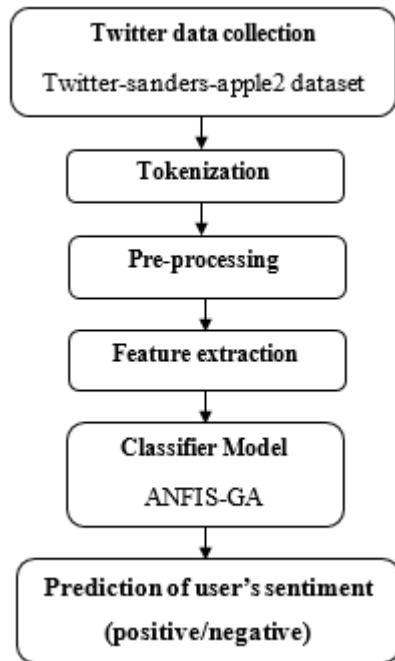 Twitter data collection
Twitter-sanders-apple2 dataset
Tokenization
Pre-processing
Feature extraction
Classifier Model
ANFIS-GA
Prediction of user's sentiment
(positive/negative)